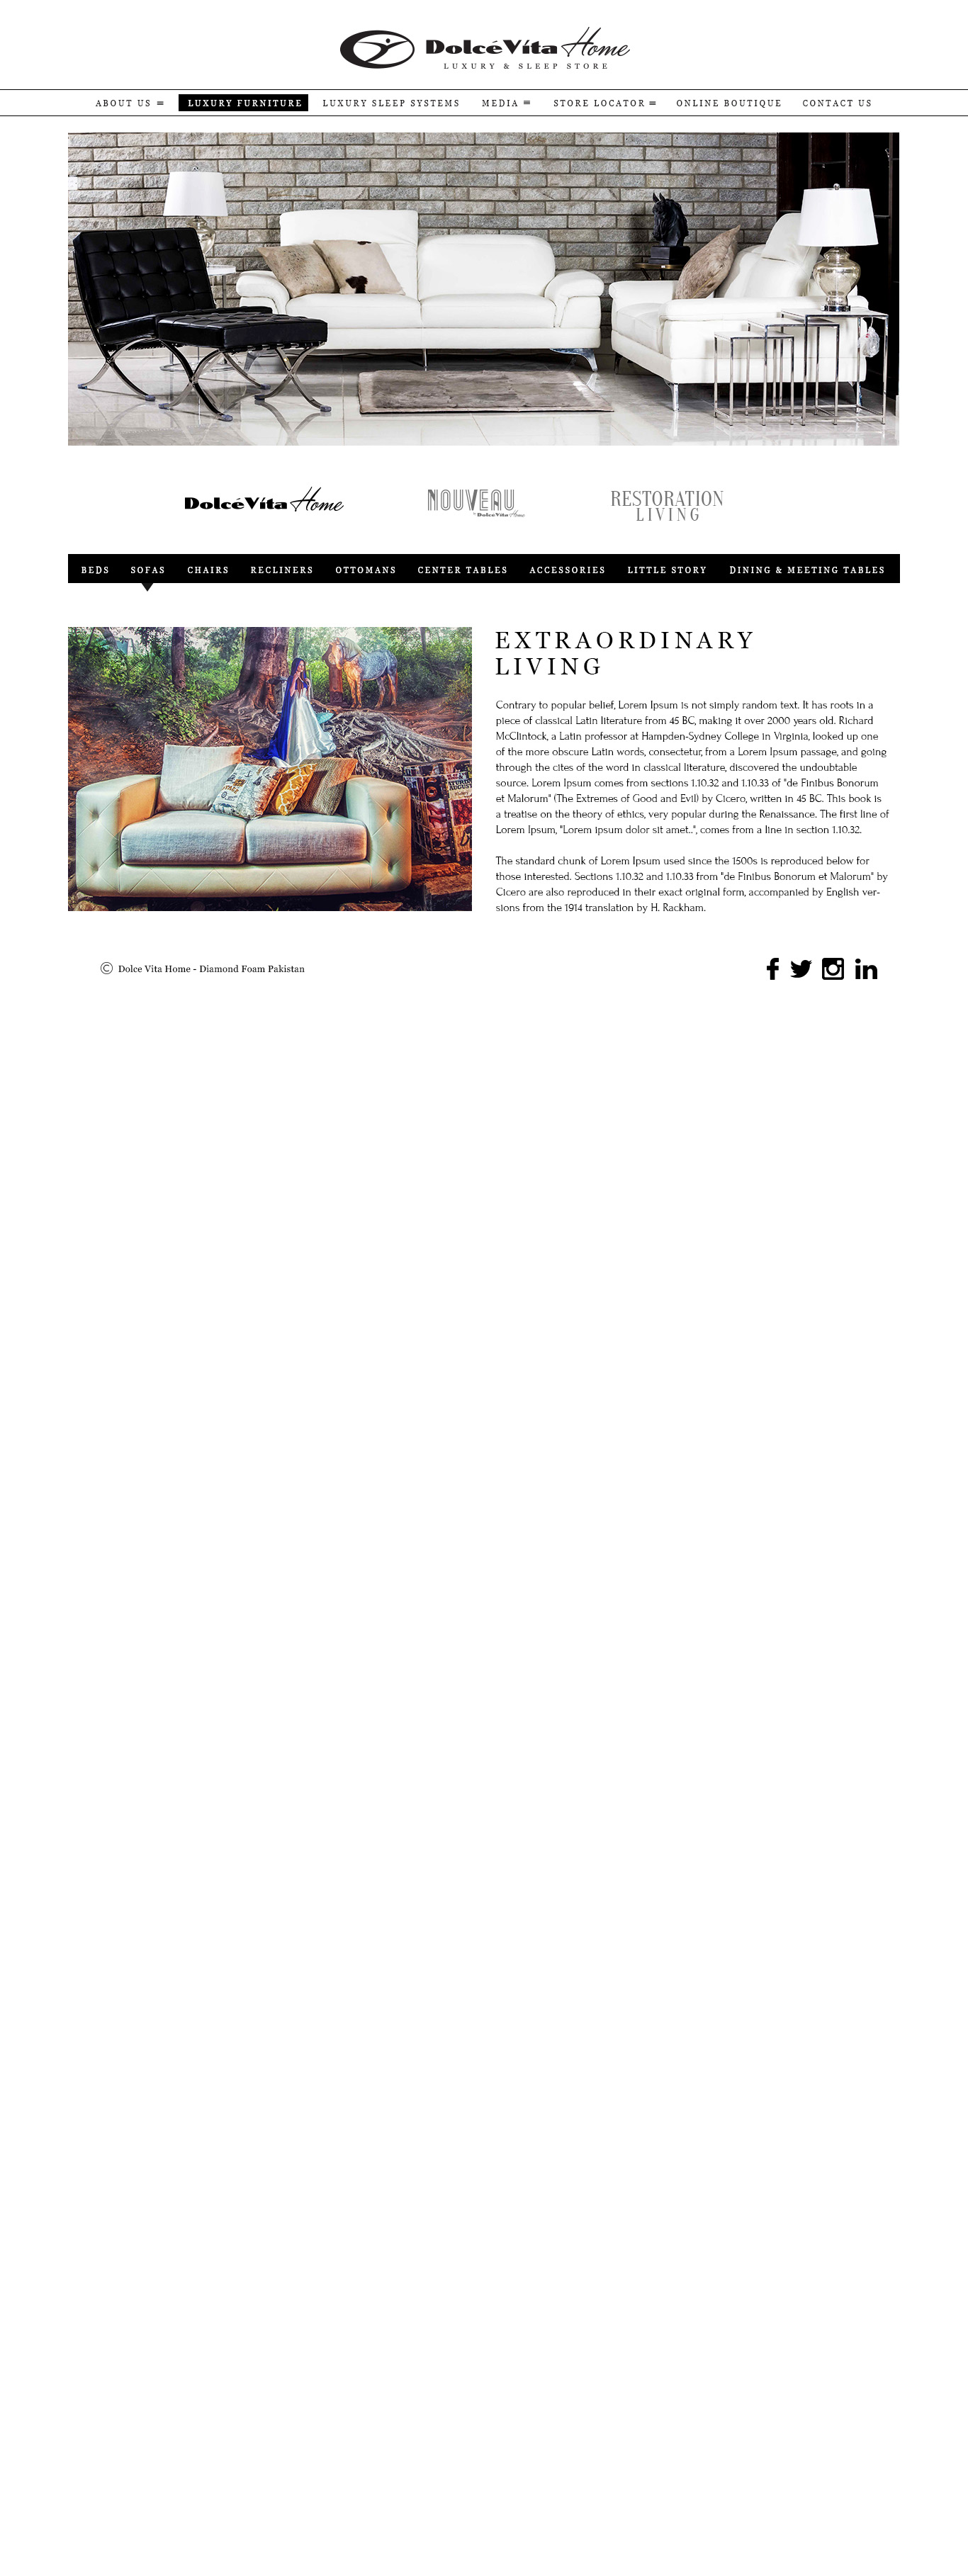 DolcéVíta Home
LUXURY & SLEEP STORE
ABOUT US LUXURY FURNITURE LUXURY SLEEP SYSTEMS MEDIA STORE LOCATOR ONLINE BOUTIQUE CONTACT US
DolcéVíta Home NOUVEAU RESTORATION
by DolcéVíta Home LIVING
BEDS SOFAS CHAIRS RECLINERS OTTOMANS CENTER TABLES ACCESSORIES LITTLE STORY DINING & MEETING TABLES
EXTRAORDINARY
LIVING
Contrary to popular belief, Lorem Ipsum is not simply random text. It has roots in a
piece of classical Latin literature from 45 BC, making it over 2000 years old. Richard
McClintock, a Latin professor at Hampden-Sydney College in Virginia, looked up one
of the more obscure Latin words, consectetur, from a Lorem Ipsum passage, and going
through the cites of the word in classical literature, discovered the undoubtable
source. Lorem Ipsum comes from sections 1.10.32 and 1.10.33 of "de Finibus Bonorum
et Malorum" (The Extremes of Good and Evil) by Cicero, written in 45 BC. This book is
a treatise on the theory of ethics, very popular during the Renaissance. The first line of
Lorem Ipsum, "Lorem ipsum dolor sit amet..", comes from a line in section 1.10.32.
The standard chunk of Lorem Ipsum used since the 1500s is reproduced below for
those interested. Sections 1.10.32 and 1.10.33 from "de Finibus Bonorum et Malorum" by
Cicero are also reproduced in their exact original form, accompanied by English ver-
sions from the 1914 translation by H. Rackham.
© Dolce Vita Home - Diamond Foam Pakistan